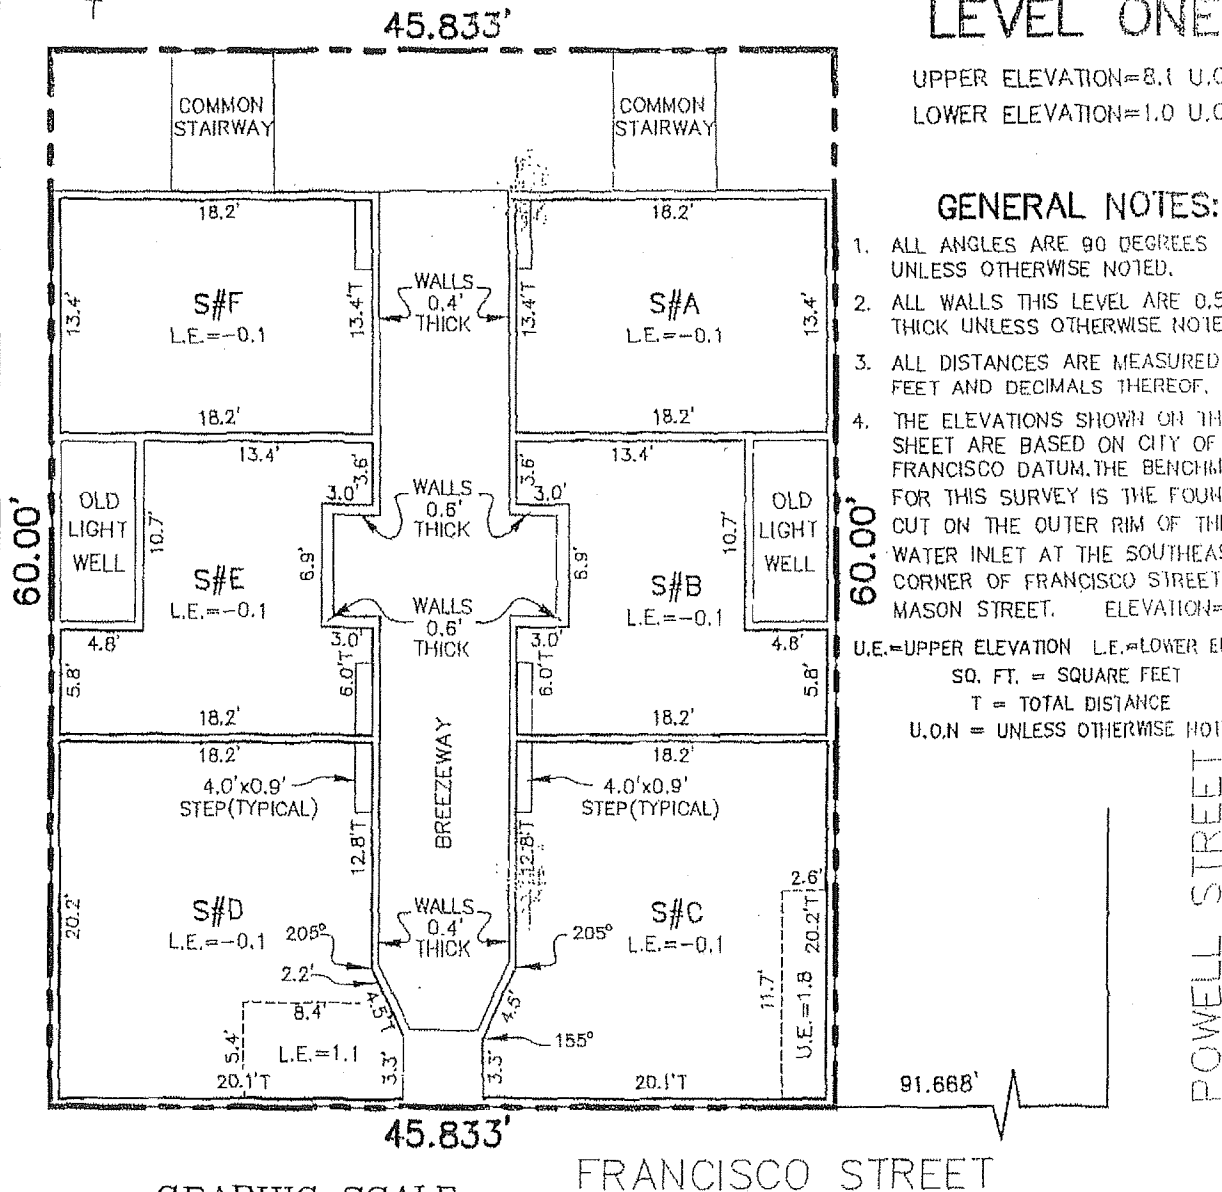 45.833'
LEVEL ONE
UPPER ELEVATION=8.1
LOWER ELEVATION=1.0
COMMON
STAIRWAY
COMMON
STAIRWAY
GENERAL NOTES:
1. ALL ANGLES ARE 90 DEGREES
UNLESS OTHERWISE NOTED.
2. ALL WALLS THIS LEVEL ARE
THICK UNLESS OTHERWISE
3. ALL DISTANCES ARE MEASURED
FEET AND DECIMALS THEREOF.
4. THE ELEVATIONS SHOWN ON
SHEET ARE BASED ON CITY OF
FRANCISCO DATUM.THE
FOR THIS SURVEY IS THE
CUT ON THE OUTER RIM OF
WATER INLET AT THE
CORNER OF FRANCISCO STREET
MASON STREET. ELEVATION=
U.E.=UPPER ELEVATION L.E.=LOWER
SQ. FT. = SQUARE FEET
T = TOTAL DISTANCE
U.O.N = UNLESS OTHERWISE
18.2'
18.2'
13.4'
S#F
L.E.=-0.1
13.4'T
WALLS
0.4'
THICK
13.4'T
S#A
L.E.=-0.1
13.4'
18.2'
18.2'
13.4'
3.6'
3.6'
13.4'
OLD
LIGHT
WELL
10.7'
3.0'
WALLS
0.6'
THICK
3.0'
10.7'
OLD
LIGHT
WELL
60.00'
60.00'
S#E
L.E.=-0.1
6.9'
6.9'
S#B
L.E.=-0.1
WALLS
0.6'
THICK
4.8'
3.0'
3.0'
4.8'
5.8'
6.0'T
6.0'T
5.8'
18.2'
18.2'
18.2'
18.2'
4.0'x0.9'
STEP(TYPICAL)
BREEZEWAY
4.0'x0.9'
STEP(TYPICAL)
12.8'T
12.8'T
20.2'
S#D
L.E.=-0.1
WALLS
0.4'
THICK
S#C
L.E.=-0.1
2.6'
20.2'T
205°
205°
2.2'
4.5'T
4.5'
11.7'
U.E.=1.8
8.4'
5.4'
L.E.=1.1
155°
3.3'
3.3'
20.1'T
20.1'T
91.668'
45.833'
POWELL STREET
FRANCISCO STREET
GRAPHIC SCALE